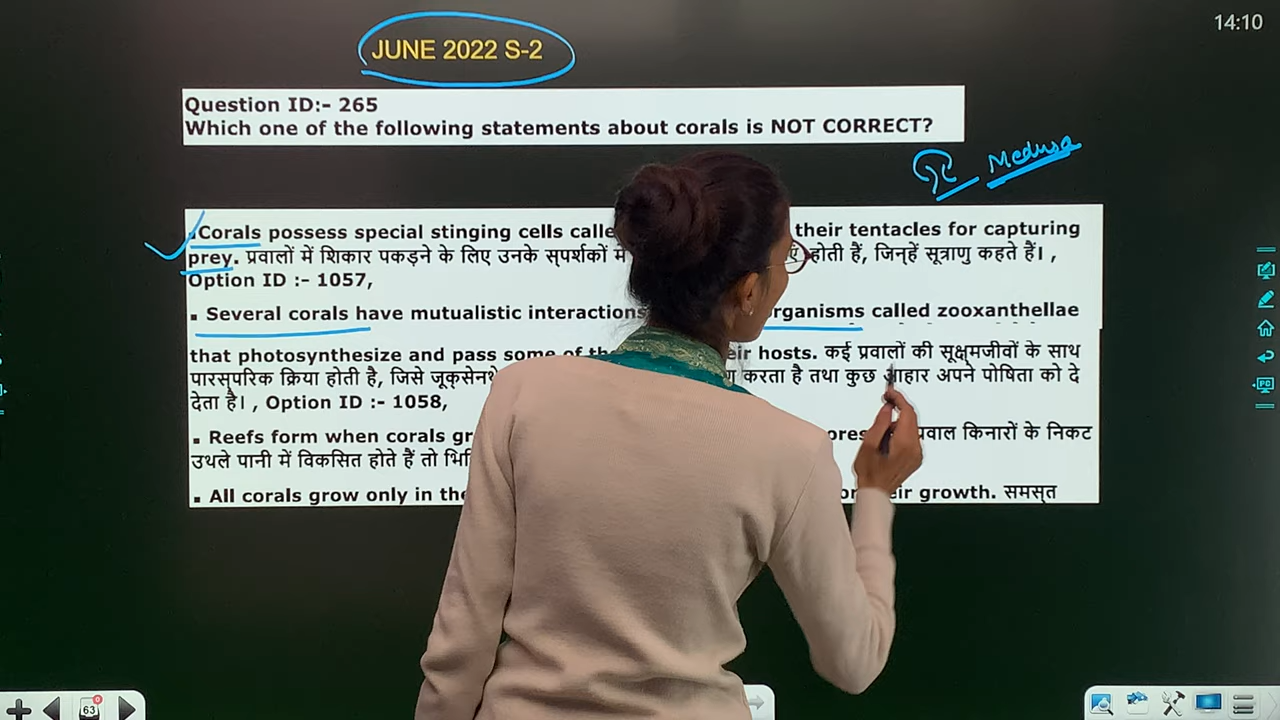 14:10
JUNE 2022 S-2
Question ID:- 265
Which one of the following statements about corals is NOT CORRECT?
Medusa
Corals possess special stinging cells calle their tentacles for capturing
prey. प्रवालों में शिकार पकड़ने के लिए उनके स्पर्शकों म होती हैं, जिन्हें सूत्राणु कहते हैं। ,
Option ID :- 1057,
▪ Several corals have mutualistic interactions rganisms called zooxanthellae
that photosynthesize and pass some of th eir hosts. कई प्रवालों की सूक्ष्मजीवों के साथ
पारस्परिक क्रिया होती है, जिसे जूक्सेनथे करता है तथा कुछ आहार अपने पोषिता को दे
देता है। , Option ID :- 1058,
▪ Reefs form when corals gr ores प्रवाल किनारों के निकट
उथले पानी में विकसित होते हैं तो
▪ All corals grow only in the eir growth. समस्त
63